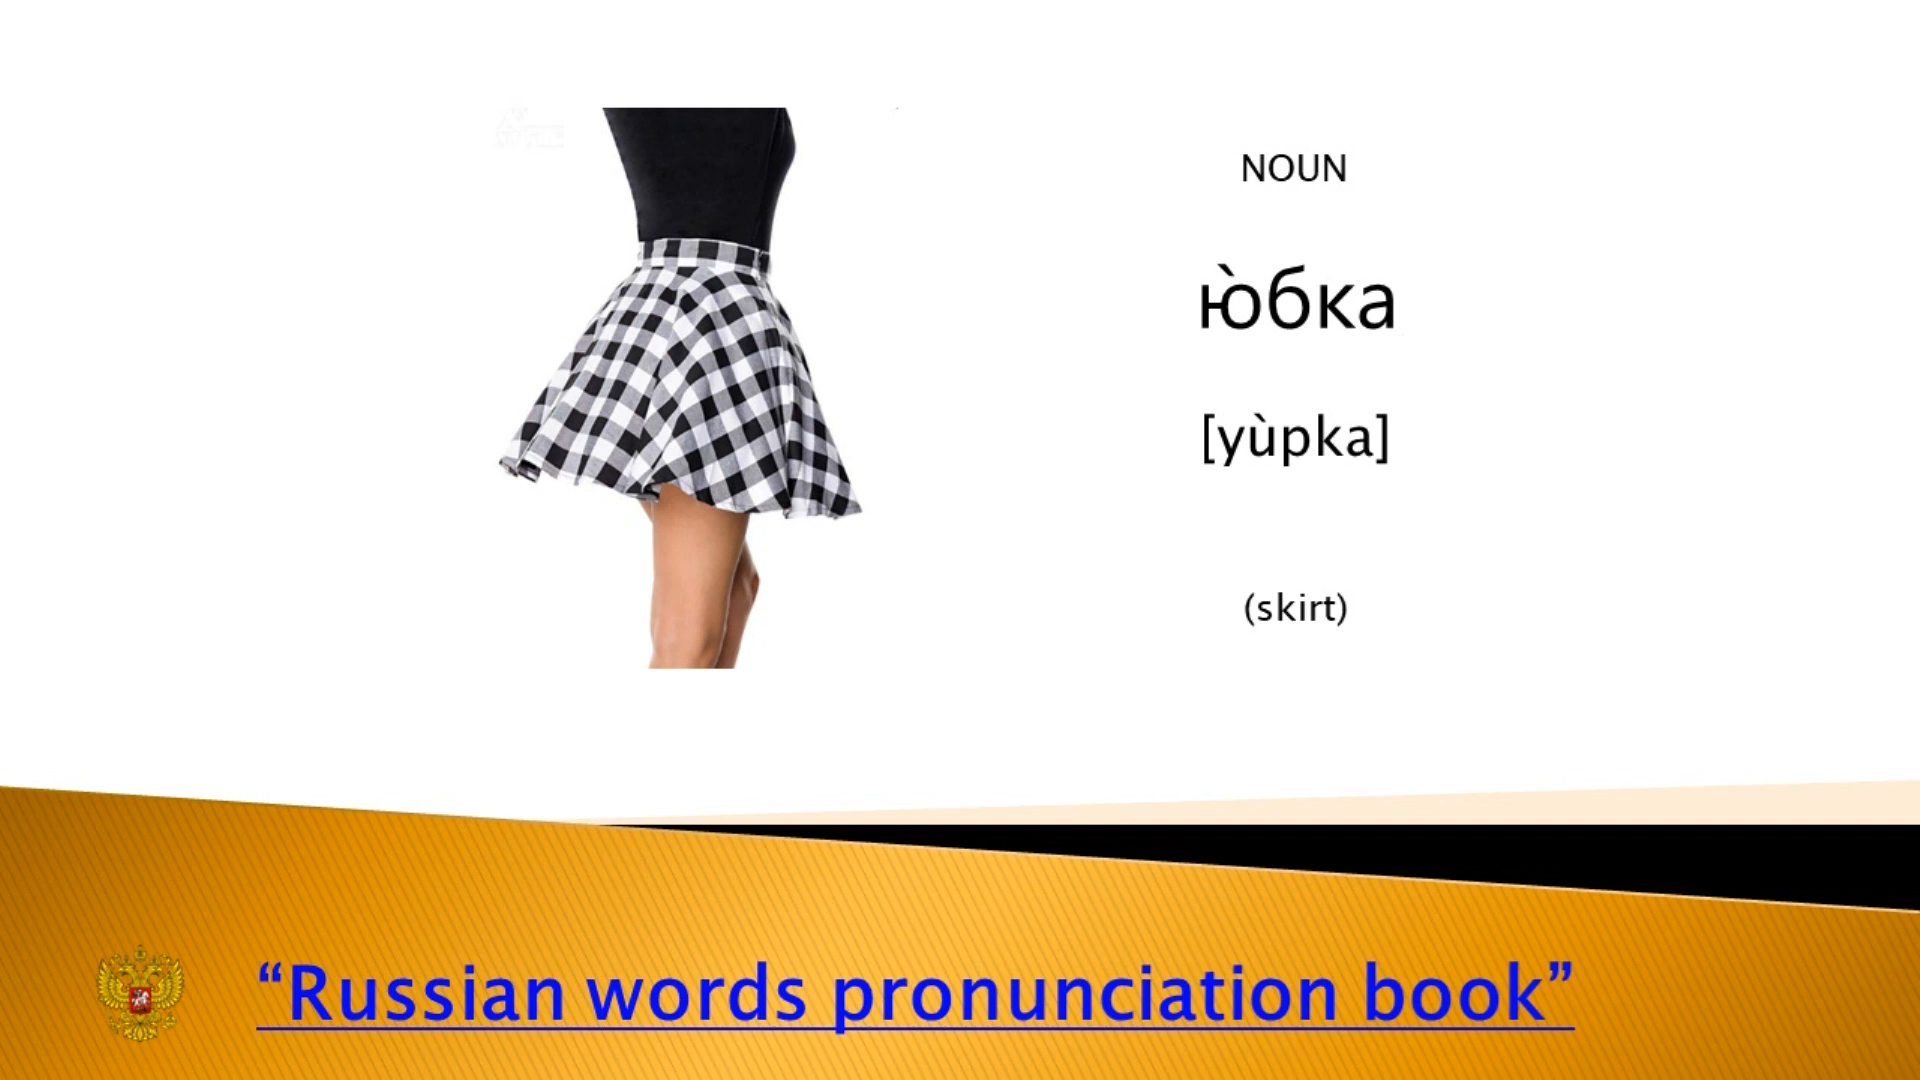 NOUN
ю̀бка
[yùpka]
(skirt)
“Russian words pronunciation book”